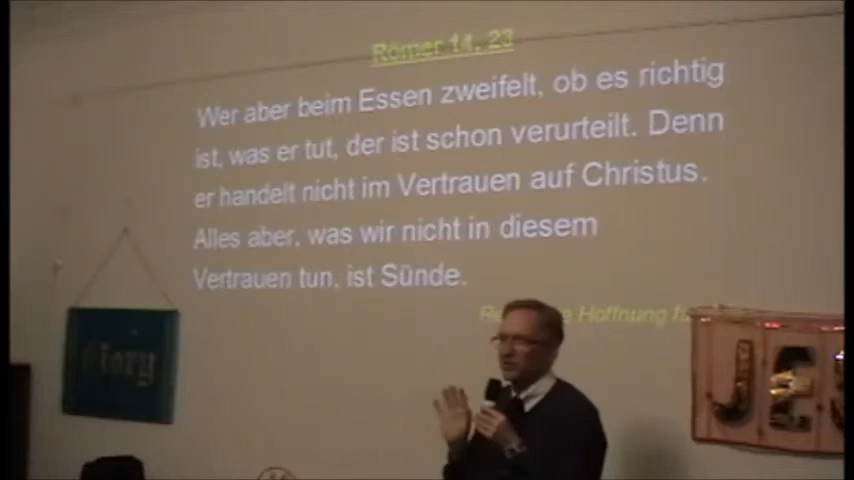 Römer 14, 23
Wer aber beim Essen zweifelt, ob es richtig
ist, was er tut, der ist schon verurteilt. Denn
er handelt nicht im Vertrauen auf Christus.
Alles aber, was wir nicht in diesem
Vertrauen tun, ist Sünde.
Hoffnung
JES